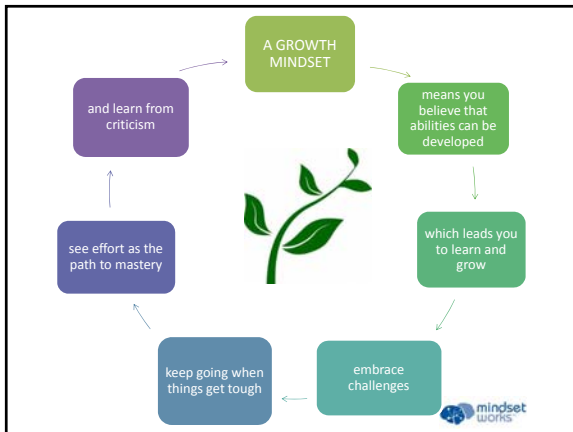 A GROWTH
MINDSET
means you
believe that
abilities can be
developed
which leads you
to learn and
grow
embrace
challenges
keep going when
things get tough
see effort as the
path to mastery
and learn from
criticism
mindset
works